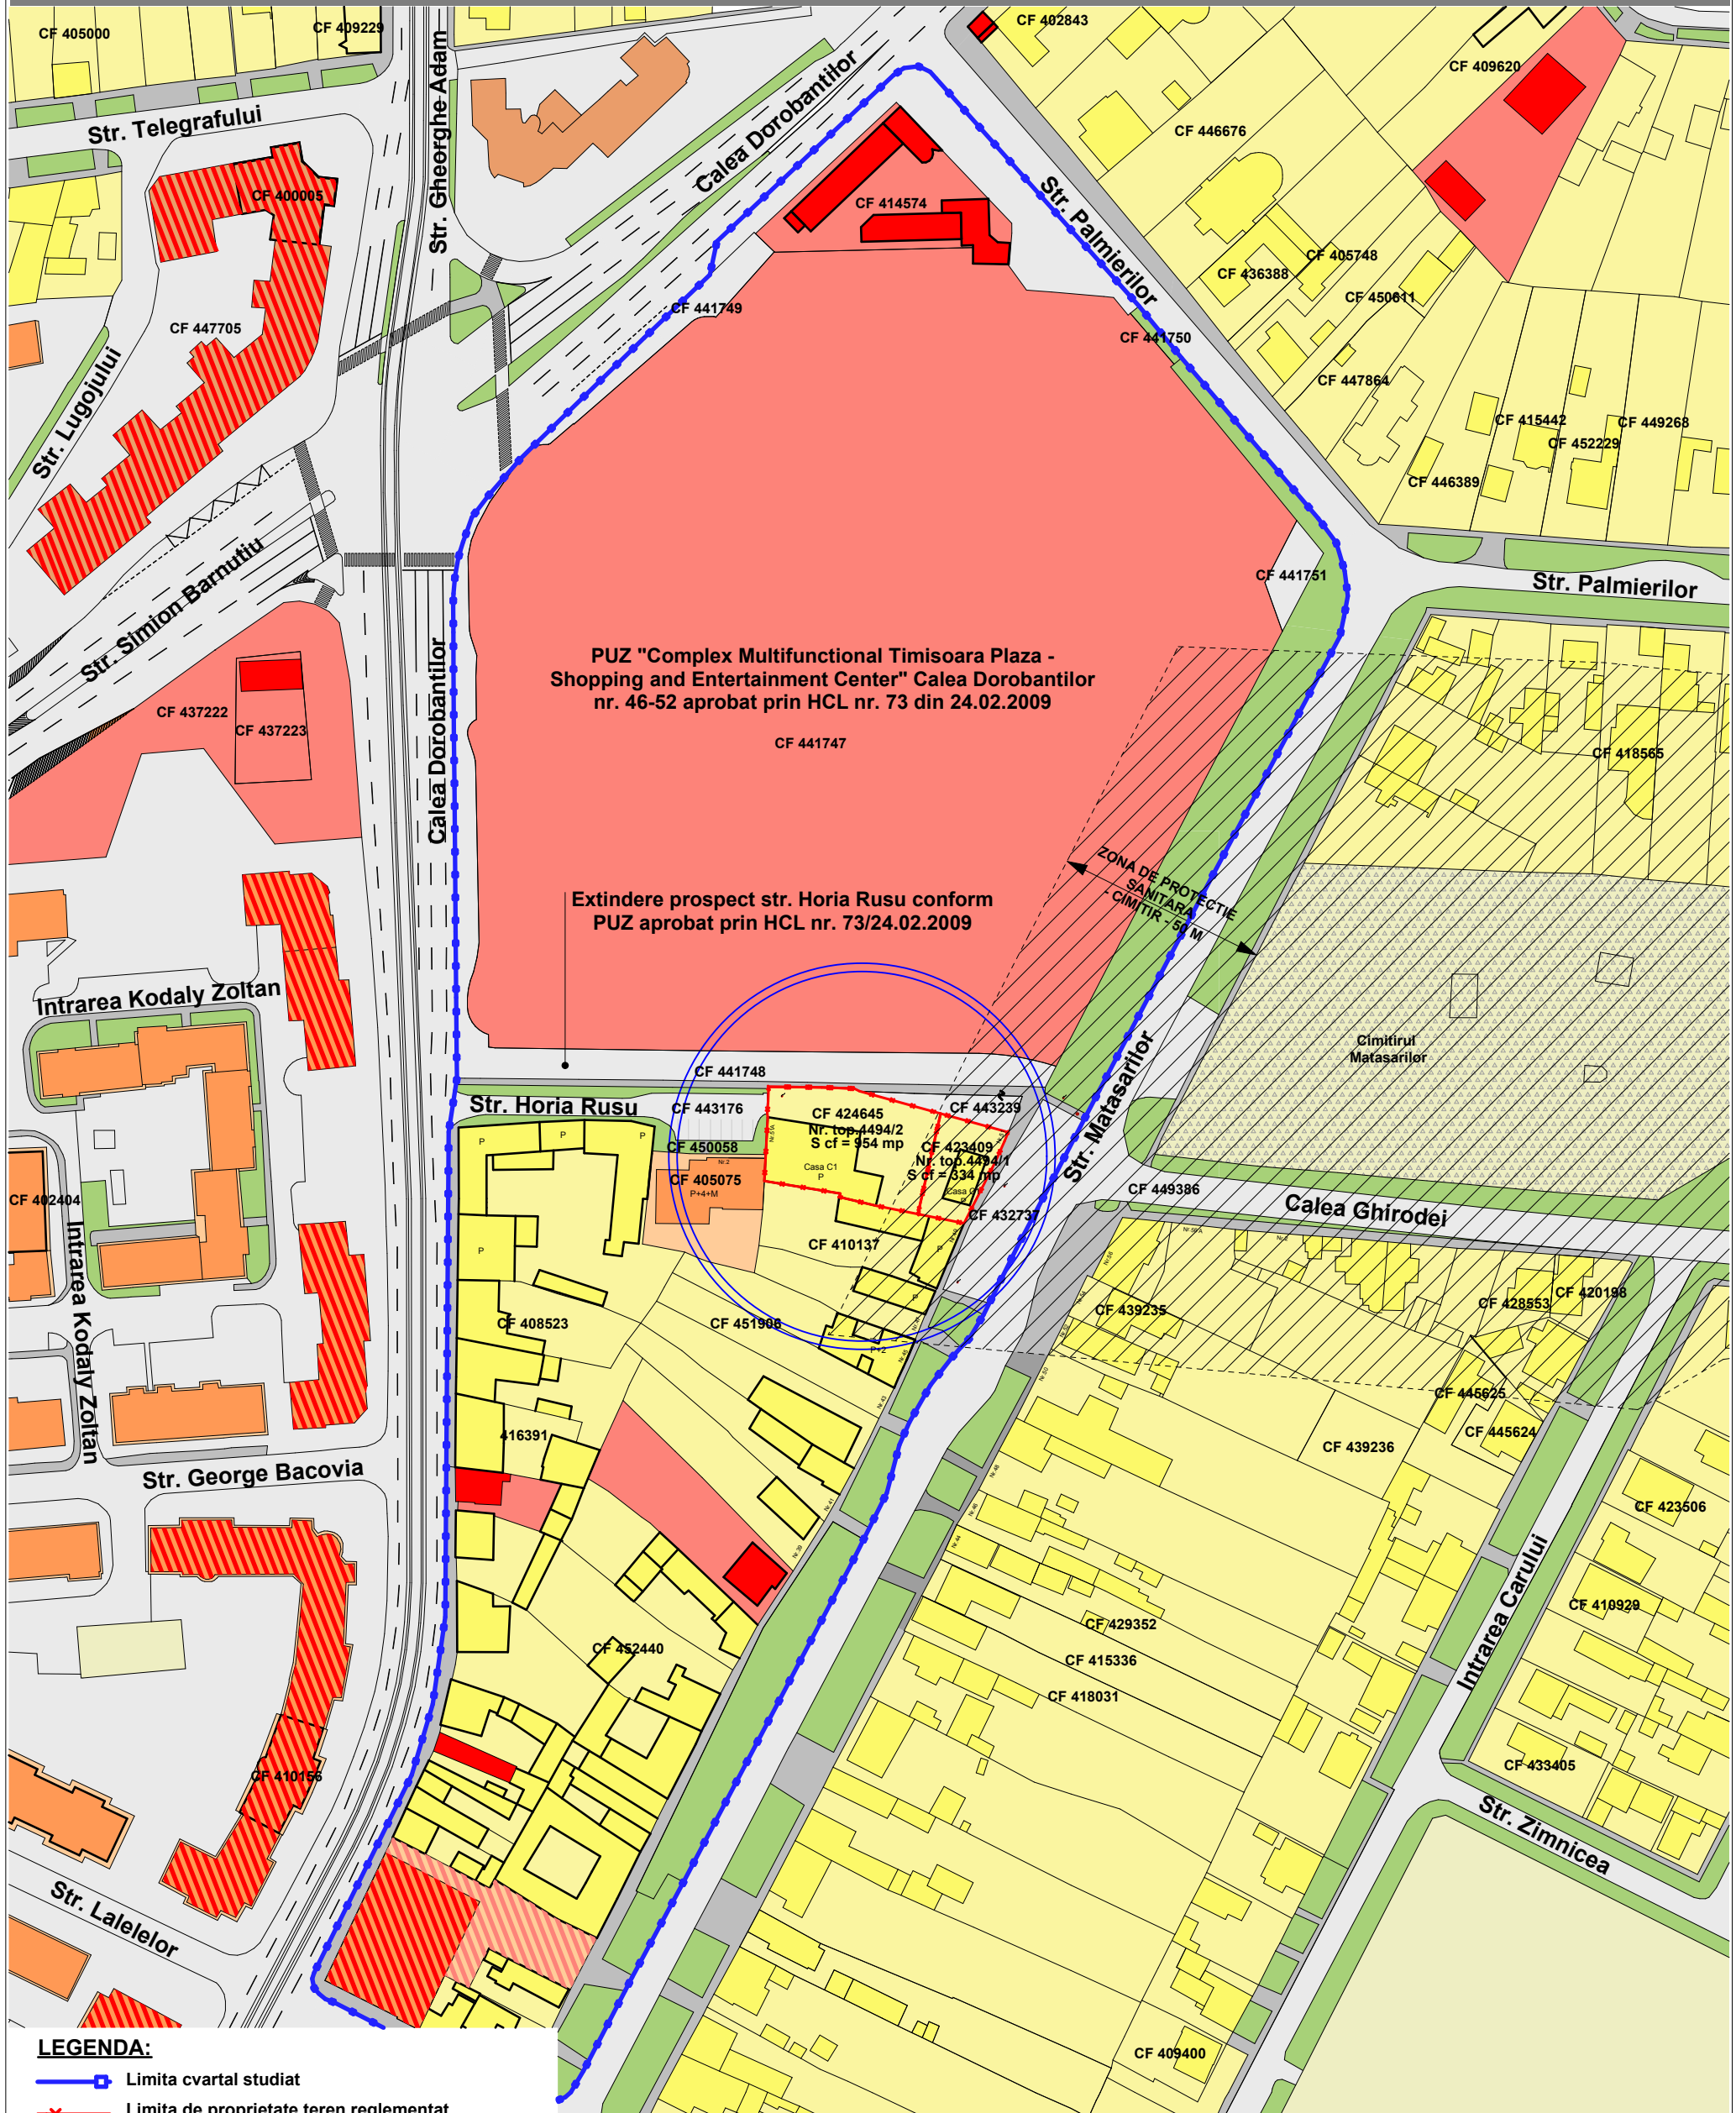 CF 405000
CF 409229
CF 402843
CF 409620
Str. Telegrafului
Str. Gheorghe Adam
Calea Dorobantilor
CF 446676
CF 400005
CF 414574
Str. Palmierilor
CF 436388
CF 405748
CF 450611
CF 441749
CF 447705
CF 441750
Str. Lugojului
CF 447864
CF 415442
CF 449268
CF 452229
CF 446389
Str. Simion Barnutiu
CF 441751
Str. Palmierilor
Calea Dorobantilor
PUZ "Complex Multifunctional Timisoara Plaza -
Shopping and Entertainment Center" Calea Dorobantilor
nr. 46-52 aprobat prin HCL nr. 73 din 24.02.2009
CF 441747
CF 437222
CF 437223
CF 418565
ZONA DE PROTECTIE
SANITARA
- CIMITIR - 50 M
Extindere prospect str. Horia Rusu conform
PUZ aprobat prin HCL nr. 73/24.02.2009
Intrarea Kodaly Zoltan
Cimitirul
Matasarilor
CF 441748
Str. Horia Rusu
CF 443176
CF 424645
Nr. top.4494/2
S cf = 954 mp
CF 443239
CF 423409
Nr. top.4494/1
S cf = 334 mp
Str. Matasarilor
CF 450058
Nr.2
CF 405075
P+4+M
Casa C1
P
P
P
P
P
CF 402404
CF 449386
Calea Ghirodei
CF 432737
CF 410137
Intrarea Kodaly Zoltan
CF 408523
CF 451906
P+2
CF 439235
CF 428553
CF 420198
CF 445625
CF 445624
CF 439236
416391
Str. George Bacovia
CF 423506
Intrarea Carului
CF 410929
CF 429352
CF 415336
CF 418031
CF 452440
CF 433405
Str. Zimnicea
CF 410156
Str. Lalelelor
CF 409400
LEGENDA:
Limita cvartal studiat
Limita de proprietate teren reglementat